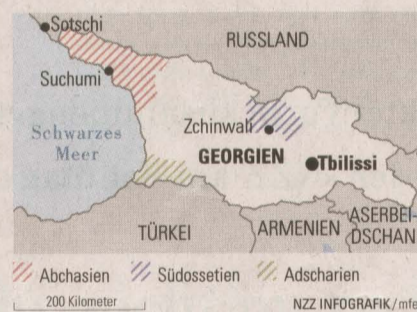 Sotschi
RUSSLAND
Suchumi
Schwarzes
Meer
Zchinwali
GEORGIEN
Tbilissi
TÜRKEI
ARMENIEN
ASERBEI-
DSCHAN
Abchasien
Südossetien
Adscharien
200 Kilometer
NZZ INFOGRAFIK/mfe.